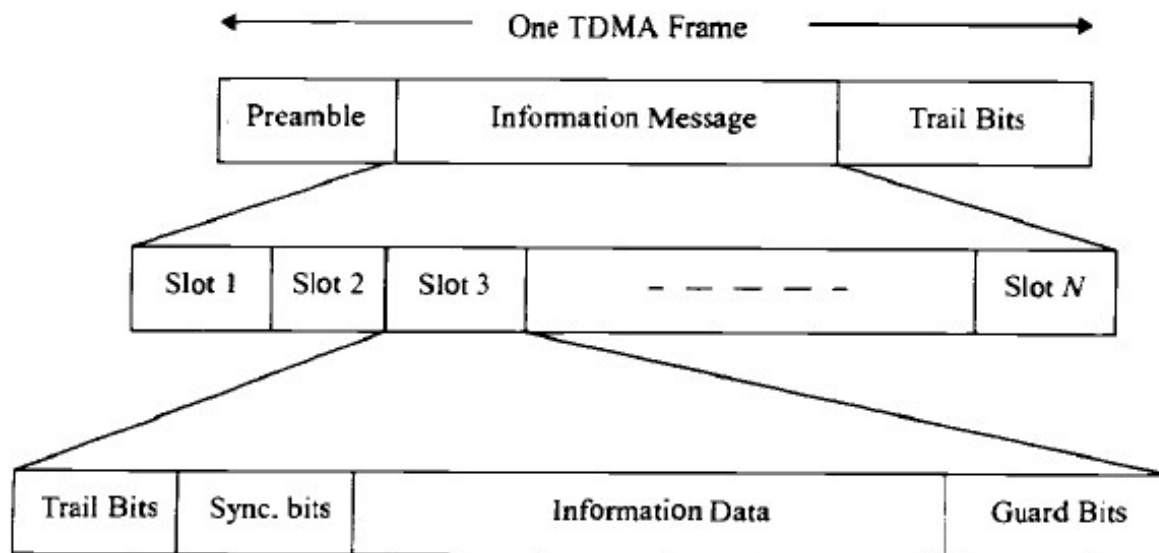 One TDMA Frame
Preamble Information Message Trail Bits
Slot 1 Slot 2 Slot 3 Slot N
Trail Bits Sync. bits Information Data Guard Bits